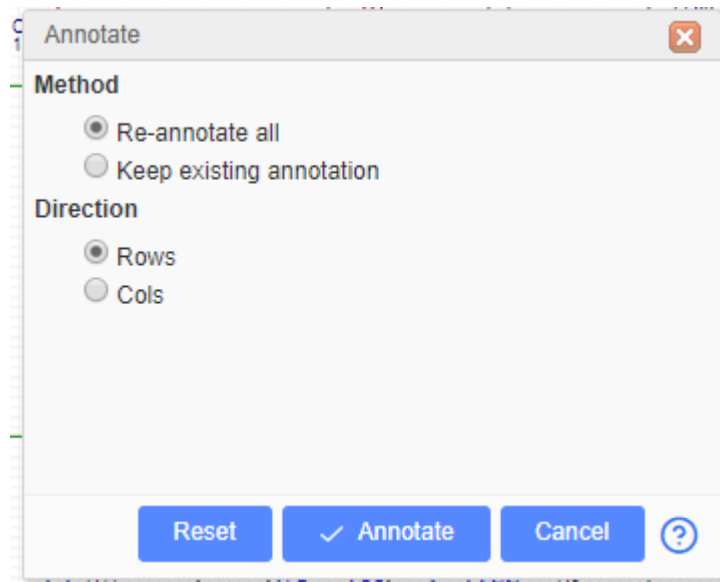 Annotate
Method
Re-annotate all
Keep existing annotation
Direction
Rows
Cols
Reset
Annotate
Cancel
?